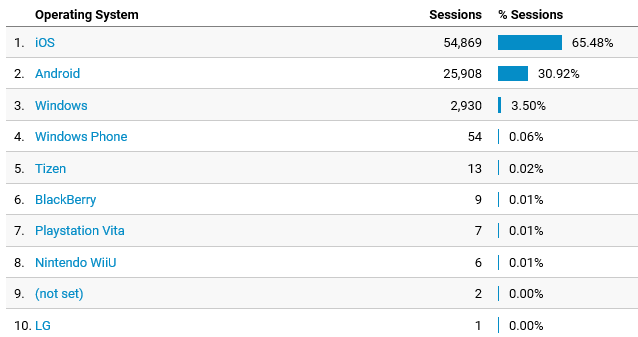 Operating System Sessions % Sessions
1. iOS 54,869 65.48%
2. Android 25,908 30.92%
3. Windows 2,930 3.50%
4. Windows Phone 54 0.06%
5. Tizen 13 0.02%
6. BlackBerry 9 0.01%
7. Playstation Vita 7 0.01%
8. Nintendo WiiU 6 0.01%
9. (not set) 2 0.00%
10. LG 1 0.00%